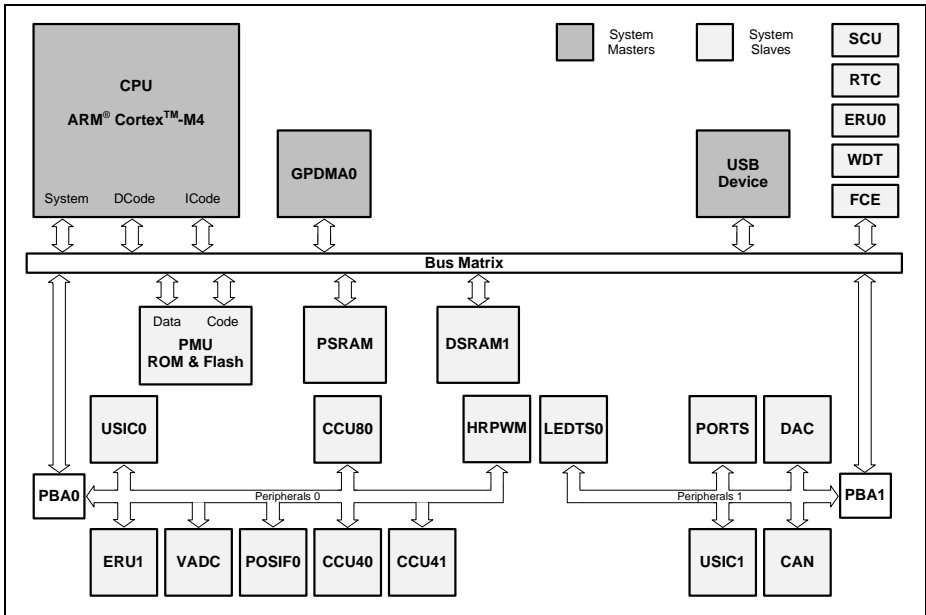 CPU
ARM® Cortex™-M4
System DCode ICode
GPDMA0
System
Masters
System
Slaves
USB
Device
SCU
RTC
ERU0
WDT
FCE
Bus Matrix
Data Code
PMU
ROM & Flash
PSRAM
DSRAM1
USIC0
CCU80
HRPWM
LEDTS0
PORTS
DAC
PBA0
Peripherals 0
Peripherals 1
PBA1
ERU1
VADC
POSIF0
CCU40
CCU41
USIC1
CAN